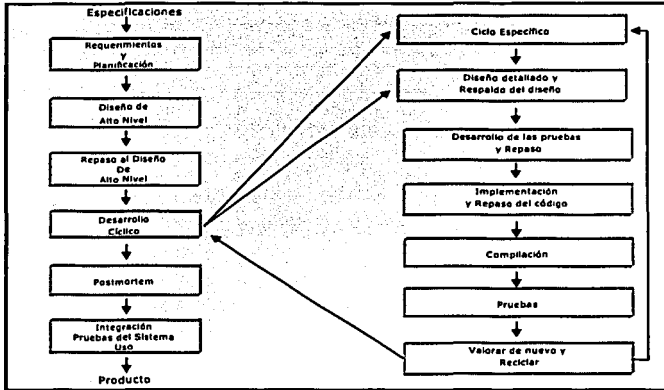 Especificaciones
Requerimientos
y
Planificación
Diseño de
Alto Nivel
Repaso al Diseño
De
Alto Nivel
Desarrollo
Cíclico
Postmortem
Integración
Pruebas del Sistema
Uso
Producto
Ciclo Específico
Diseño detallado y
Respaldo del diseño
Desarrollo de las pruebas
y Repaso
Implementación
y Repaso del código
Compilación
Pruebas
Valorar de nuevo y
Reciclar